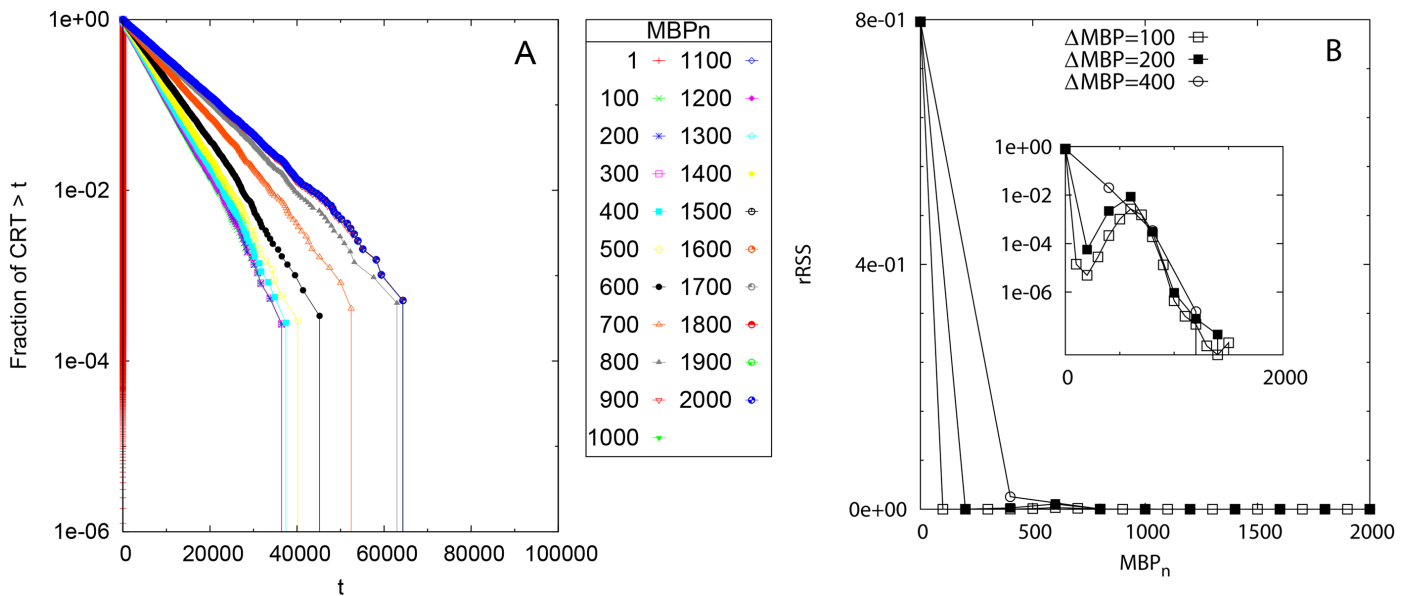 A
1e+00
1e-02
1e-04
1e-06
Fraction of CRT > t
0 20000 40000 60000 80000 100000
t
MBPn
1 1100
100 1200
200 1300
300 1400
400 1500
500 1600
600 1700
700 1800
800 1900
900 2000
1000
B
8e-01
4e-01
0e+00
rRSS
ΔMBP=100
ΔMBP=200
ΔMBP=400
1e+00
1e-02
1e-04
1e-06
0 2000
0 500 1000 1500 2000
MBPn